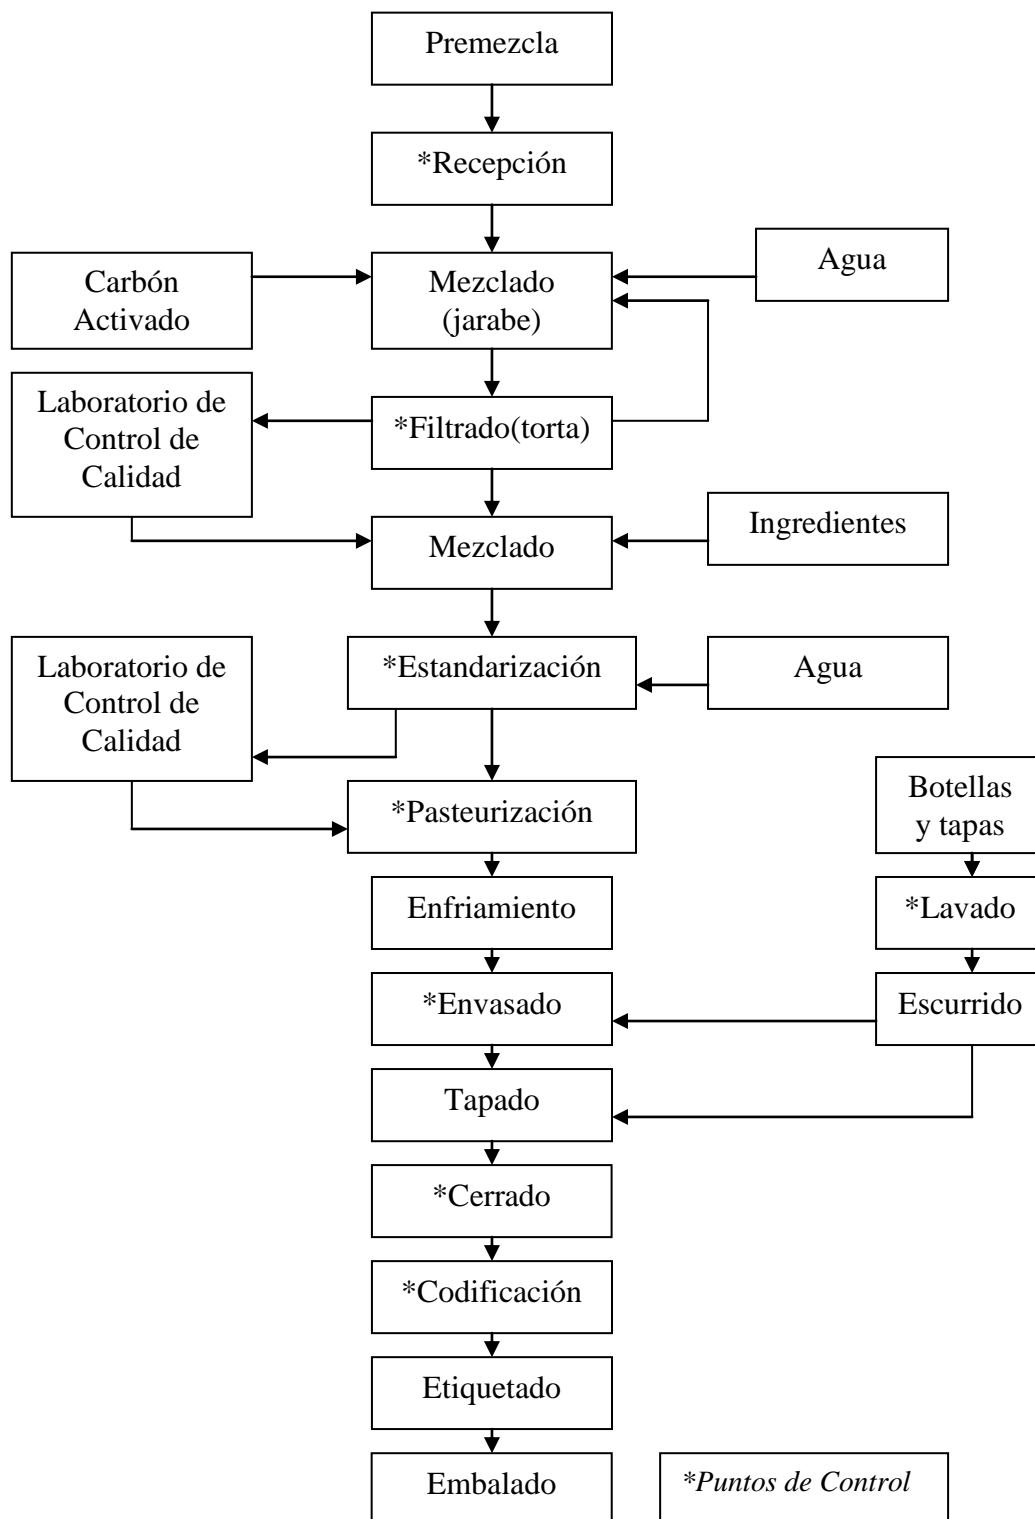 Premezcla
*Recepción
Carbón
Activado
Mezclado
(jarabe)
Agua
Laboratorio de
Control de
Calidad
*Filtrado(torta)
Mezclado
Ingredientes
Laboratorio de
Control de
Calidad
*Estandarización
Agua
*Pasteurización
Botellas
y tapas
Enfriamiento
*Lavado
*Envasado
Escurrido
Tapado
*Cerrado
*Codificación
Etiquetado
Embalado
*Puntos de Control